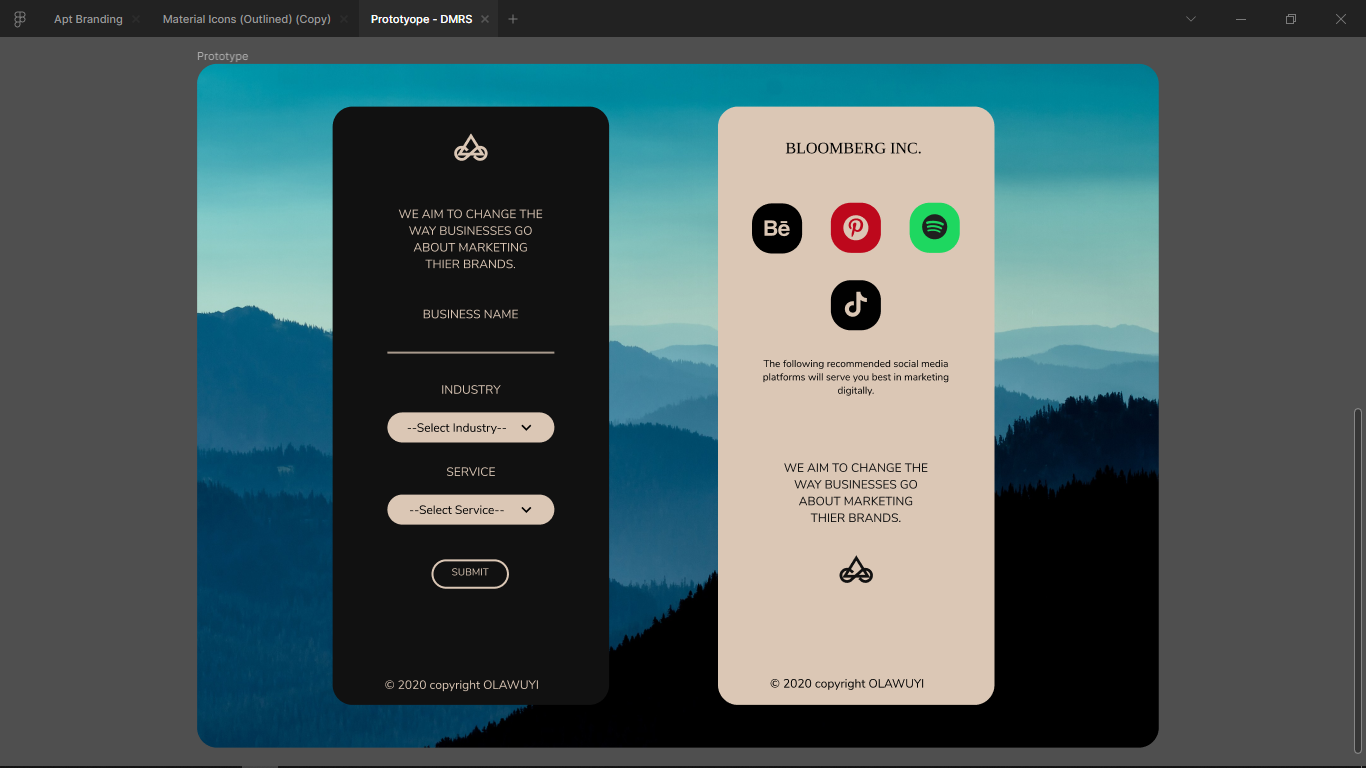 Apt Branding
Material Icons (Outlined) (Copy)
Prototyope - DMRS
Prototype
WE AIM TO CHANGE THE
WAY BUSINESSES GO
ABOUT MARKETING
THIER BRANDS.
BUSINESS NAME
INDUSTRY
--Select Industry--
SERVICE
--Select Service--
SUBMIT
© 2020 copyright OLAWUYI
BLOOMBERG INC.
Bē
The following recommended social media
platforms will serve you best in marketing
digitally.
WE AIM TO CHANGE THE
WAY BUSINESSES GO
ABOUT MARKETING
THIER BRANDS.
© 2020 copyright OLAWUYI